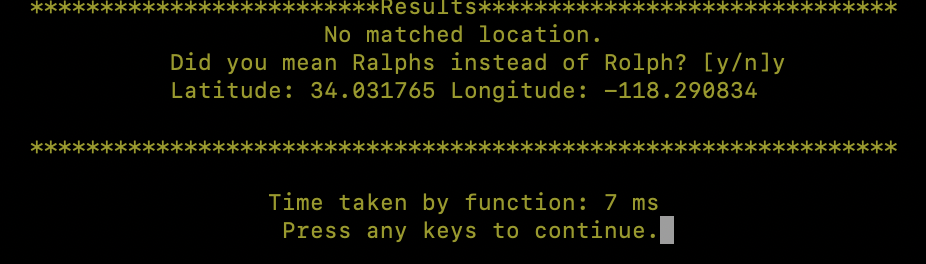 *************************Results******************************
No matched location.
Did you mean Ralphs instead of Rolph? [y/n]y
Latitude: 34.031765 Longitude: -118.290834
**************************************************************
Time taken by function: 7 ms
Press any keys to continue.